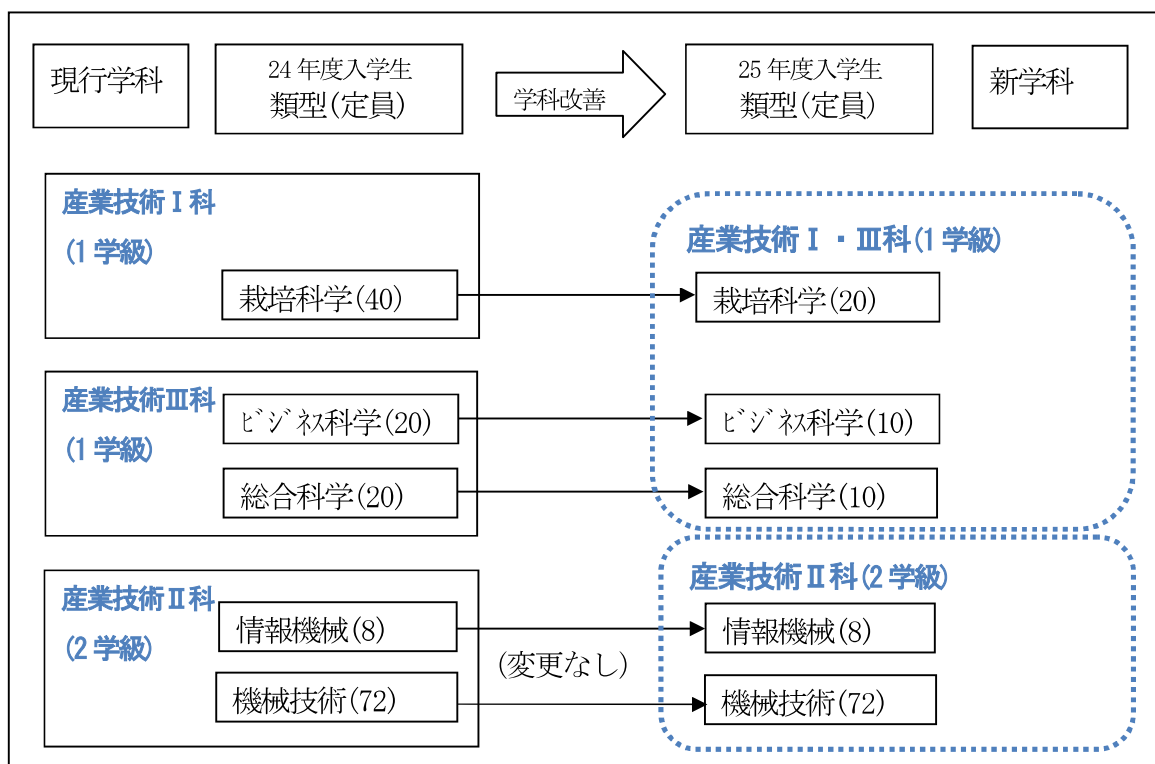 現行学科
24年度入学生
類型(定員)
学科改善
25年度入学生
類型(定員)
新学科
産業技術Ⅰ科
(1学級)
栽培科学(40)
産業技術Ⅰ・Ⅲ科(1学級)
栽培科学(20)
産業技術Ⅲ科
(1学級)
ビジネス科学(20)
ビジネス科学(10)
総合科学(20)
総合科学(10)
産業技術Ⅱ科
(2学級)
情報機械(8)
産業技術Ⅱ科(2学級)
情報機械(8)
(変更なし)
機械技術(72)
機械技術(72)